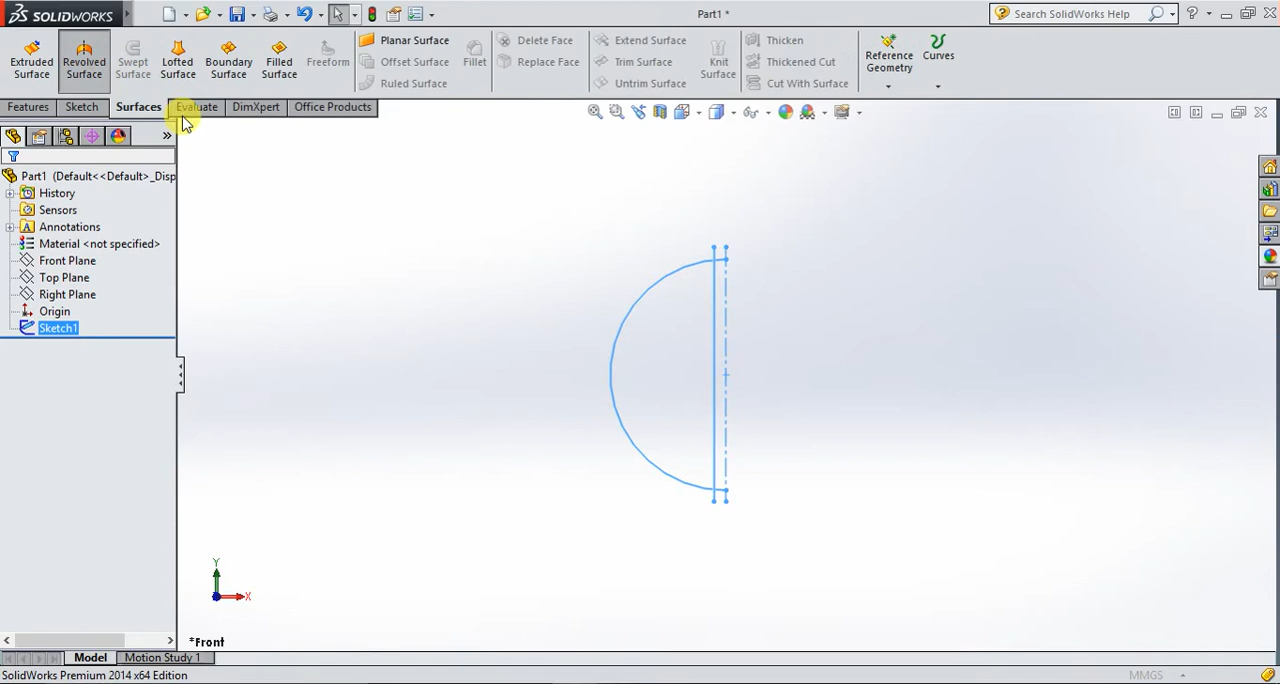 SOLIDWORKS
Part1 *
Search SolidWorks Help
Extruded Surface
Revolved Surface
Swept Surface
Lofted Surface
Boundary Surface
Filled Surface
Freeform
Planar Surface
Offset Surface
Ruled Surface
Fillet
Delete Face
Replace Face
Extend Surface
Trim Surface
Untrim Surface
Knit Surface
Thicken
Thickened Cut
Cut With Surface
Reference Geometry
Curves
Features
Sketch
Surfaces
Evaluate
DimXpert
Office Products
Part1 (Default<<Default>_Disp
History
Sensors
Annotations
Material <not specified>
Front Plane
Top Plane
Right Plane
Origin
Sketch1
Y
X
*Front
Model
Motion Study 1
SolidWorks Premium 2014 x64 Edition
MMGS